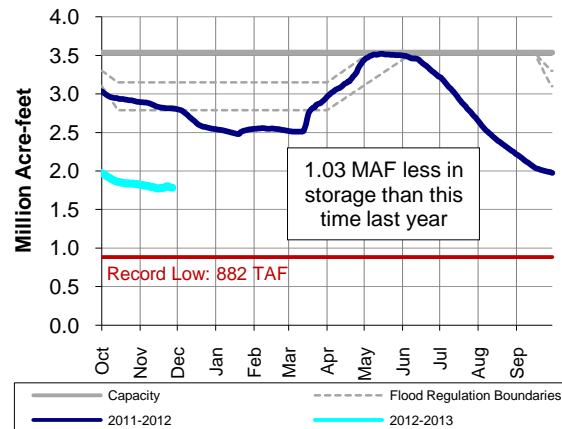 Million Acre-feet
4.0
3.5
3.0
2.5
2.0
1.5
1.0
0.5
0.0
1.03 MAF less in
storage than this
time last year
Record Low: 882 TAF
Oct
Nov
Dec
Jan
Feb
Mar
Apr
May
Jun
Jul
Aug
Sep
Capacity
Flood Regulation Boundaries
2011-2012
2012-2013